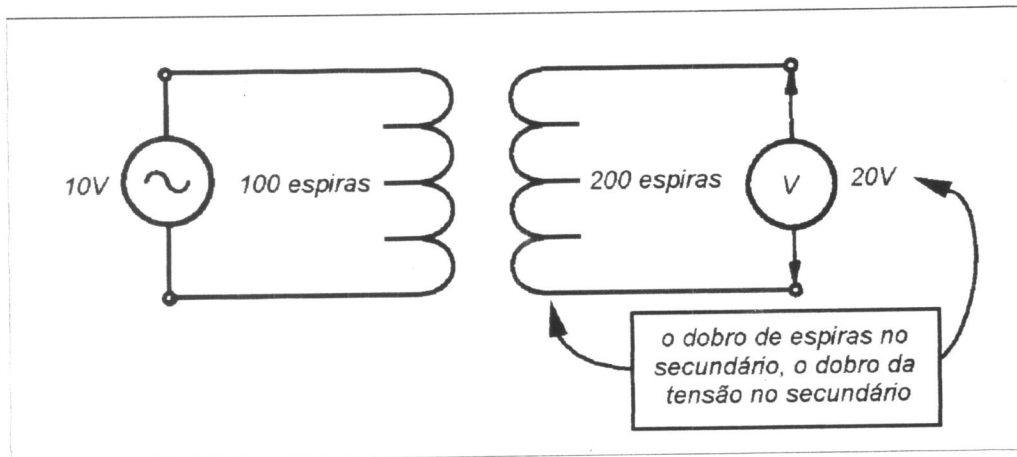 10V
100 espiras
200 espiras
V
20V
o dobro de espiras no
secundário, o dobro da
tensão no secundário